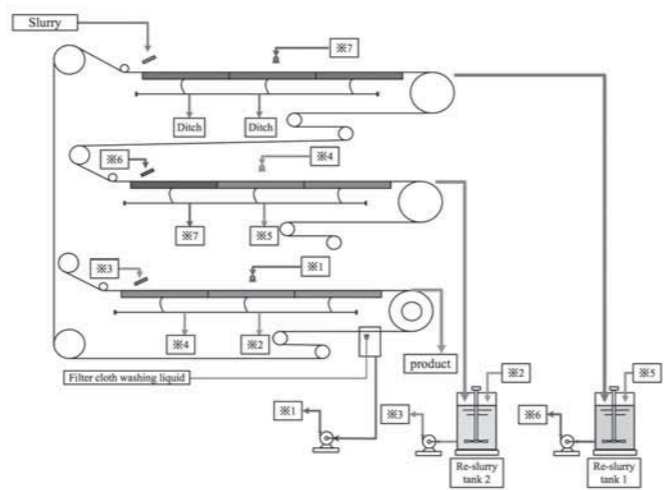 Slurry
※7
Ditch
Ditch
※6
※4
※7
※5
※3
※1
※4
※2
product
Filter cloth washing liquid
※2
※5
※1
※3
※6
Re-slurry
tank 2
Re-slurry
tank 1